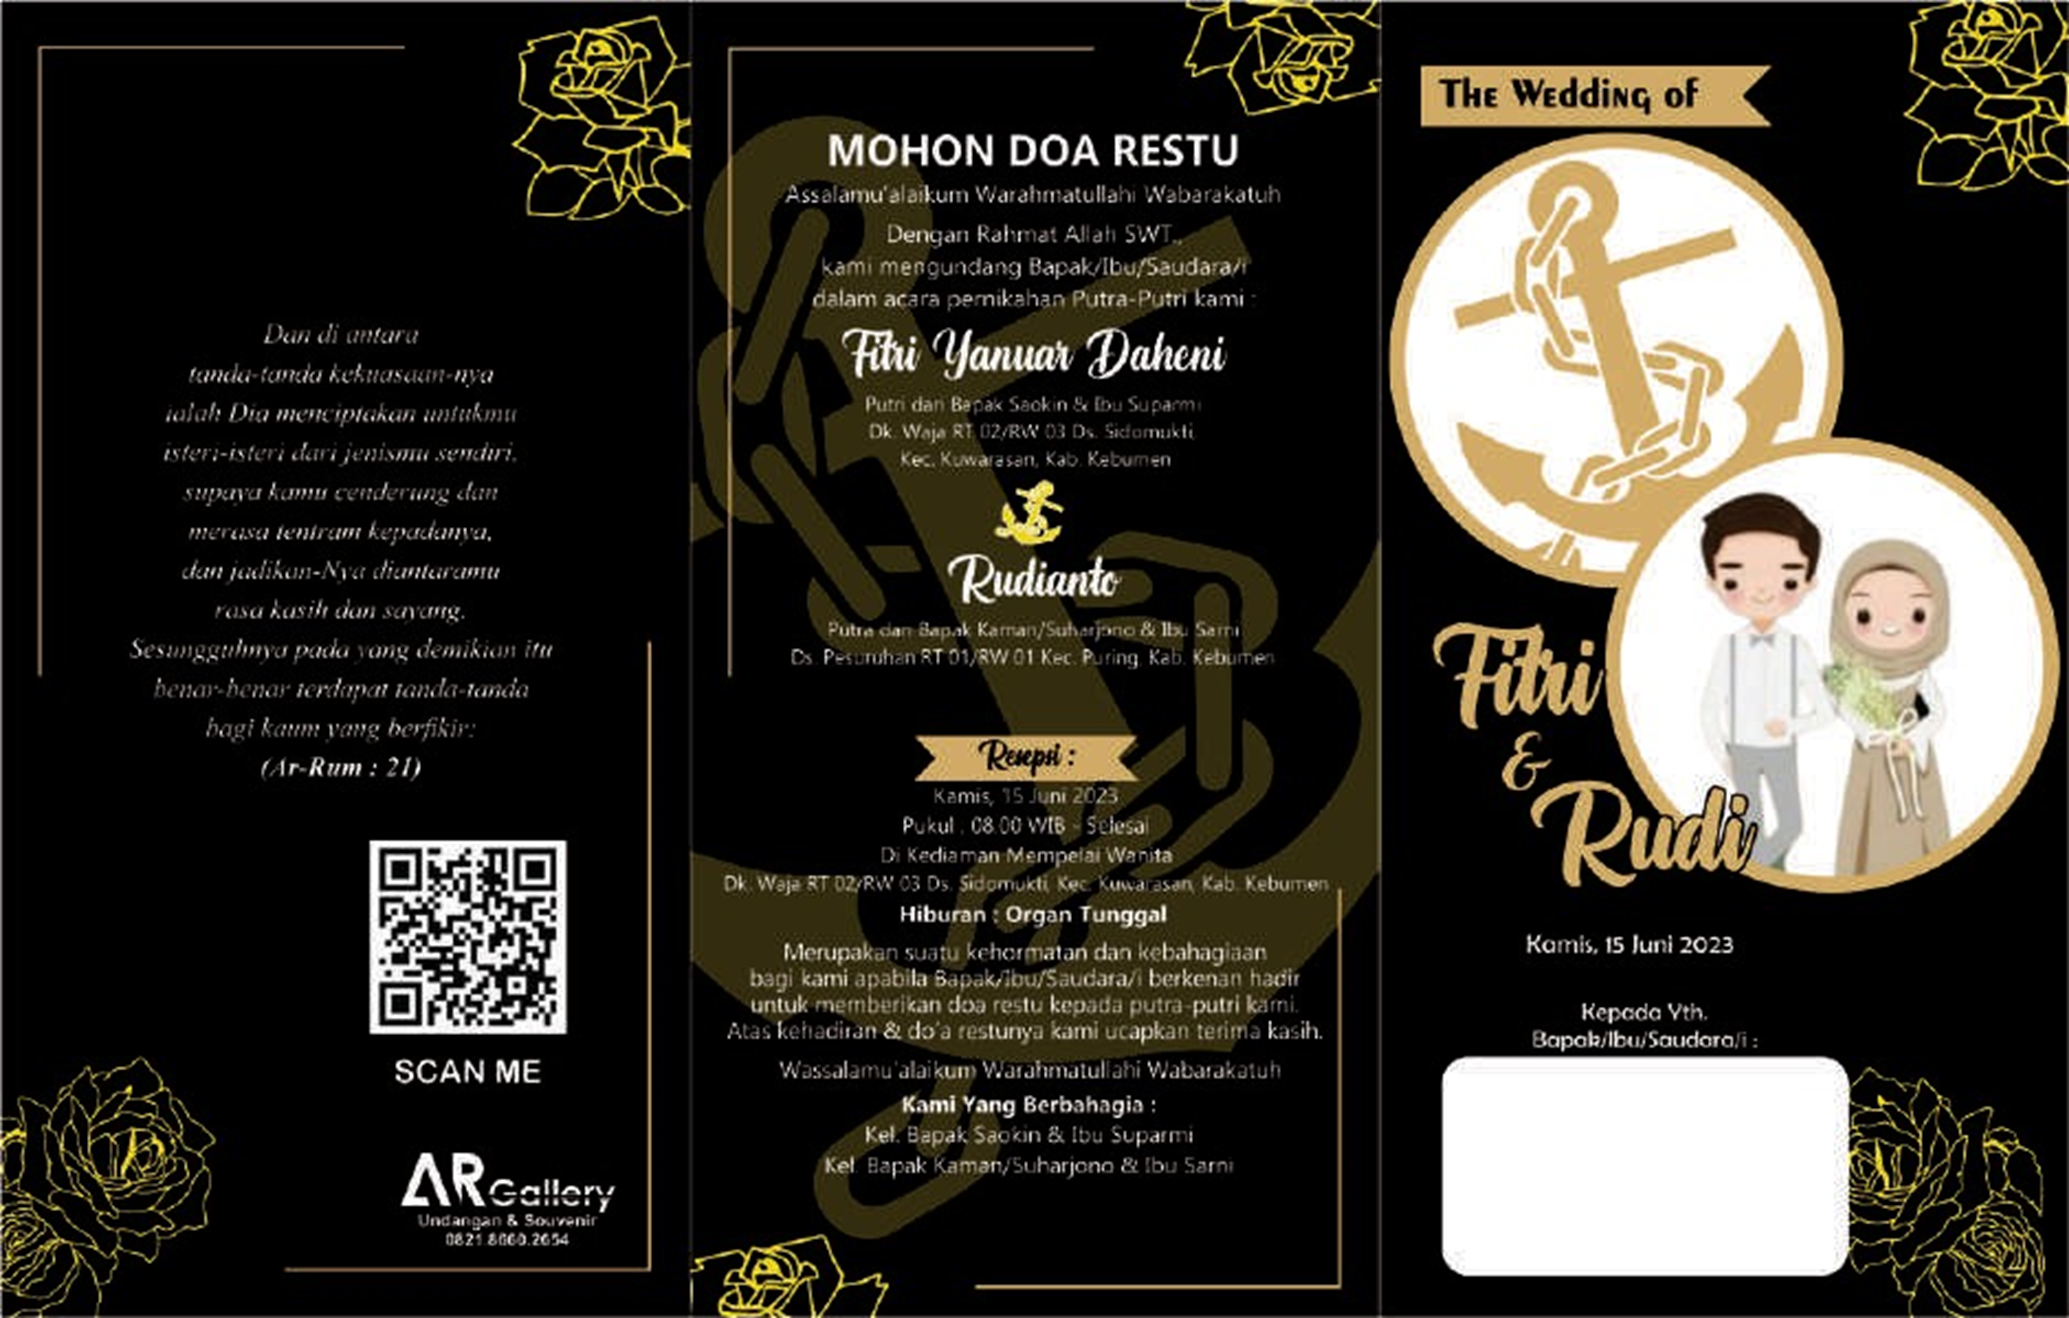 Dan di antara
tanda-tanda kekuasaan-nya
ialah Dia menciptakan untukmu
isteri-isteri dari jenismu sendiri,
supaya kamu cenderung dan
merasa tentram kepadanya,
dan jadikan-Nya diantaramu
rasa kasih dan sayang.
Sesungguhnya pada yang demikian itu
benar-benar terdapat tanda-tanda
bagi kaum yang berfikir:
(Ar-Rum : 21)
SCAN ME
AR Gallery
Undangan & Souvenir
0821.8660.2654
MOHON DOA RESTU
Assalamu'alaikum Warahmatullahi Wabarakatuh
Dengan Rahmat Allah SWT.,
kami mengundang Bapak/Ibu/Saudara/i
dalam acara pernikahan Putra-Putri kami :
Fitri Yanuar Daheni
Putri dari Bapak Saokin & Ibu Suparmi
Dk. Waja RT 02/RW 03 Ds. Sidomukti,
Kec. Kuwarasan, Kab. Kebumen
Rudianto
Putra dari Bapak Kaman/Suharjono & Ibu Sarni
Ds. Pesuruhan RT 01/RW 01 Kec. Puring, Kab. Kebumen
Resepsi :
Kamis, 15 Juni 2023
Pukul : 08.00 WIB - Selesai
Di Kediaman Mempelai Wanita
Dk. Waja RT 02/RW 03 Ds. Sidomukti, Kec. Kuwarasan, Kab. Kebumen
Hiburan : Organ Tunggal
Merupakan suatu kehormatan dan kebahagiaan
bagi kami apabila Bapak/Ibu/Saudara/i berkenan hadir
untuk memberikan doa restu kepada putra-putri kami.
Atas kehadiran & do'a restunya kami ucapkan terima kasih.
Wassalamu'alaikum Warahmatullahi Wabarakatuh
Kami Yang Berbahagia :
Kel. Bapak Saokin & Ibu Suparmi
Kel. Bapak Kaman/Suharjono & Ibu Sarni
The Wedding of
Fitri
&
Rudi
Kamis, 15 Juni 2023
Kepada Yth.
Bapak/Ibu/Saudara/i :